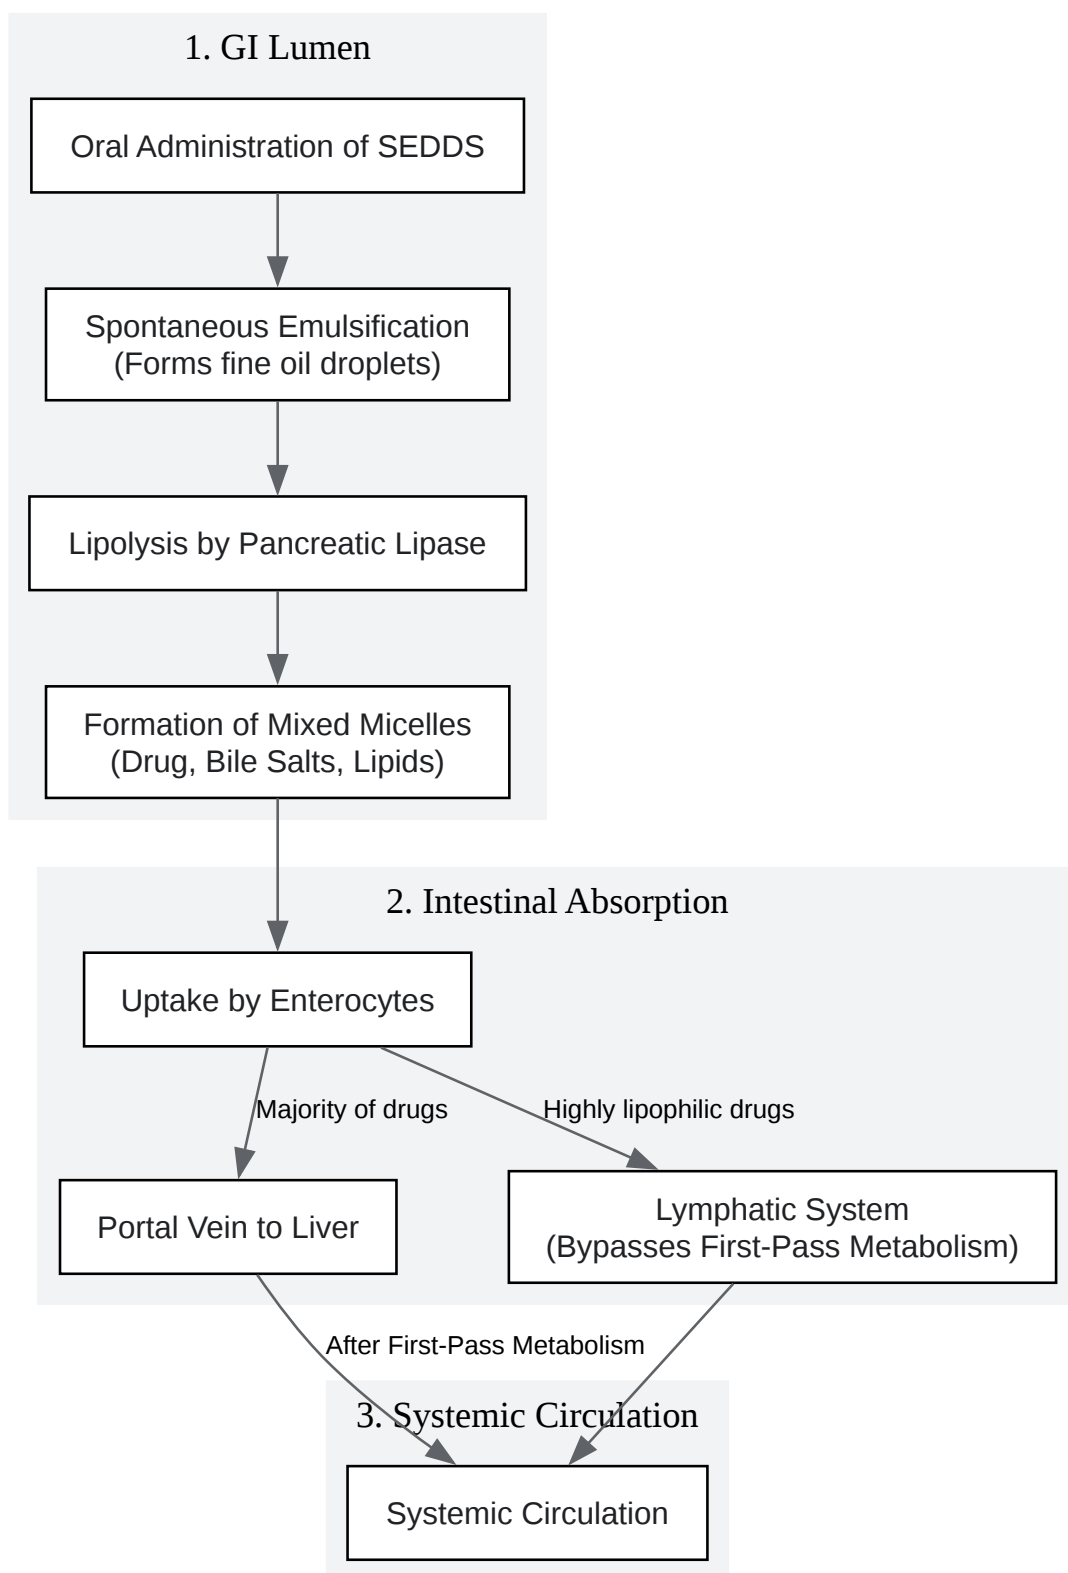 1. GI Lumen
Oral Administration of SEDDS
Spontaneous Emulsification
(Forms fine oil droplets)
Lipolysis by Pancreatic Lipase
Formation of Mixed Micelles
(Drug, Bile Salts, Lipids)
2. Intestinal Absorption
Uptake by Enterocytes
Majority of drugs
Highly lipophilic drugs
Portal Vein to Liver
Lymphatic System
(Bypasses First-Pass Metabolism)
After First-Pass Metabolism
3. Systemic Circulation
Systemic Circulation